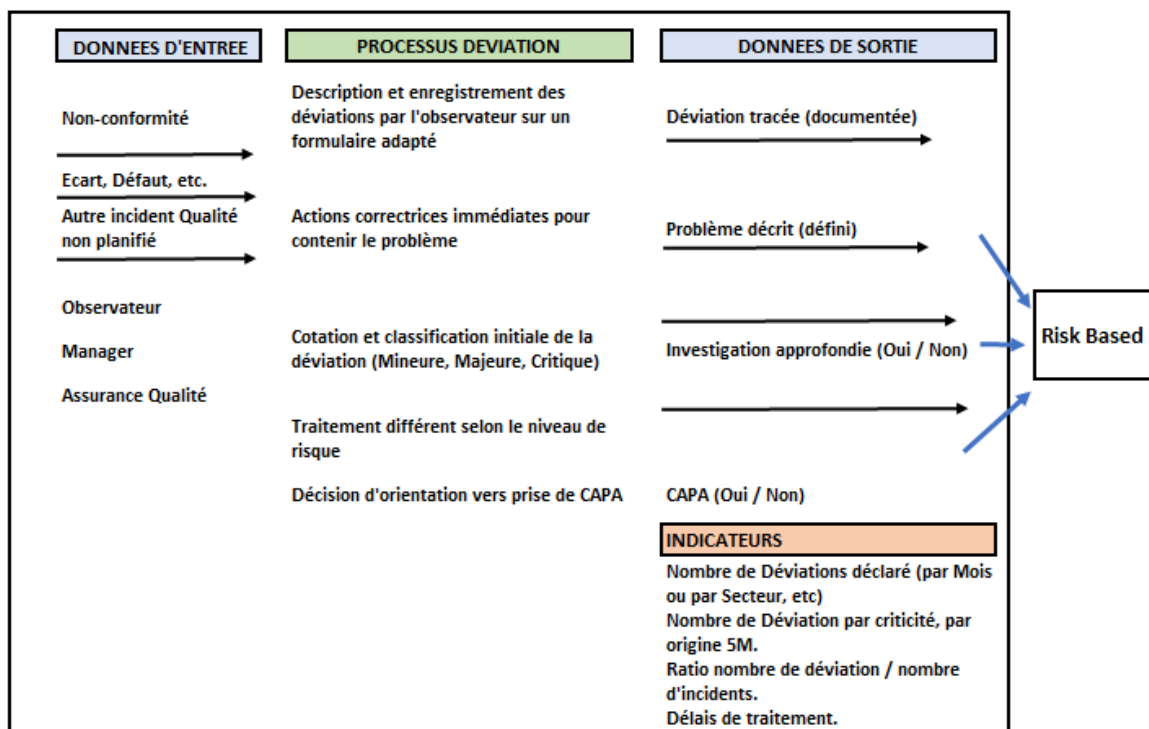 DONNEES D'ENTREE
Non-conformité
Ecart, Défaut, etc.
Autre incident Qualité
non planifié
Observateur
Manager
Assurance Qualité
PROCESSUS DEVIATION
Description et enregistrement des
déviations par l'observateur sur un
formulaire adapté
Actions correctrices immédiates pour
contenir le problème
Cotation et classification initiale de la
déviation (Mineure, Majeure, Critique)
Traitement différent selon le niveau de
risque
Décision d'orientation vers prise de CAPA
DONNEES DE SORTIE
Déviation tracée (documentée)
Problème décrit (défini)
Investigation approfondie (Oui / Non)
CAPA (Oui / Non)
INDICATEURS
Nombre de Déviations déclaré (par Mois
ou par Secteur, etc)
Nombre de Déviation par criticité, par
origine 5M.
Ratio nombre de déviation / nombre
d'incidents.
Délais de traitement.
Risk Based